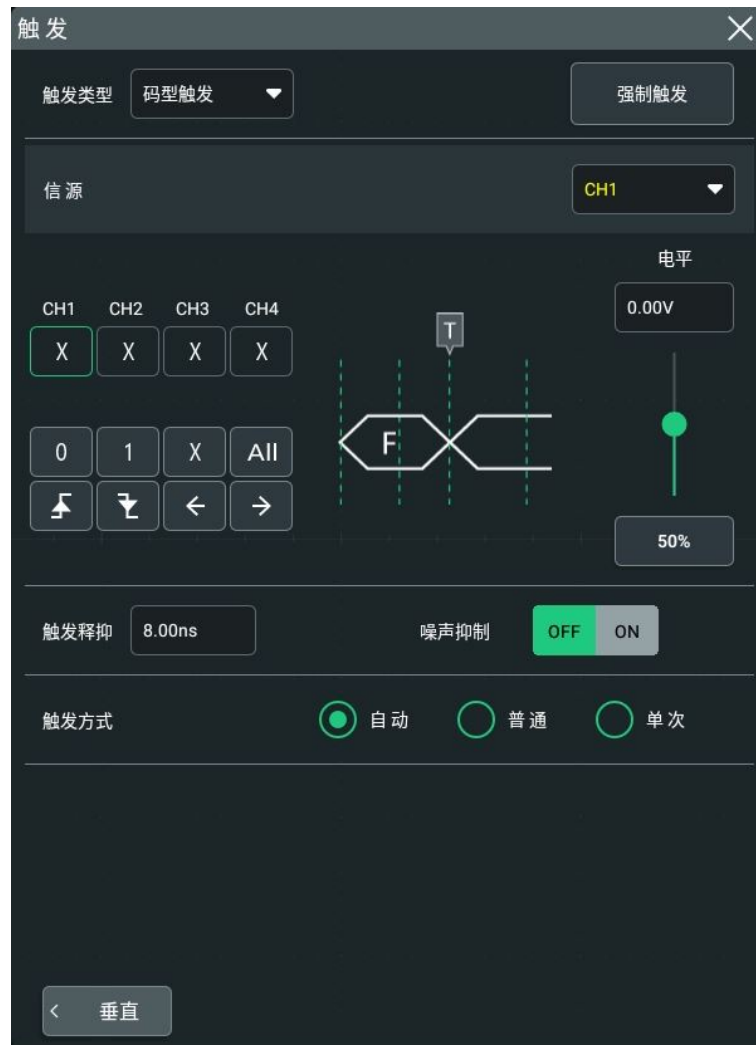 触发
触发类型 码型触发 强制触发
信源 CH1
电平
0.00V
CH1 CH2 CH3 CH4
X X X X
T
0 1 X All
F
50%
触发释抑 8.00ns 噪声抑制 OFF ON
触发方式 自动 普通 单次
垂直